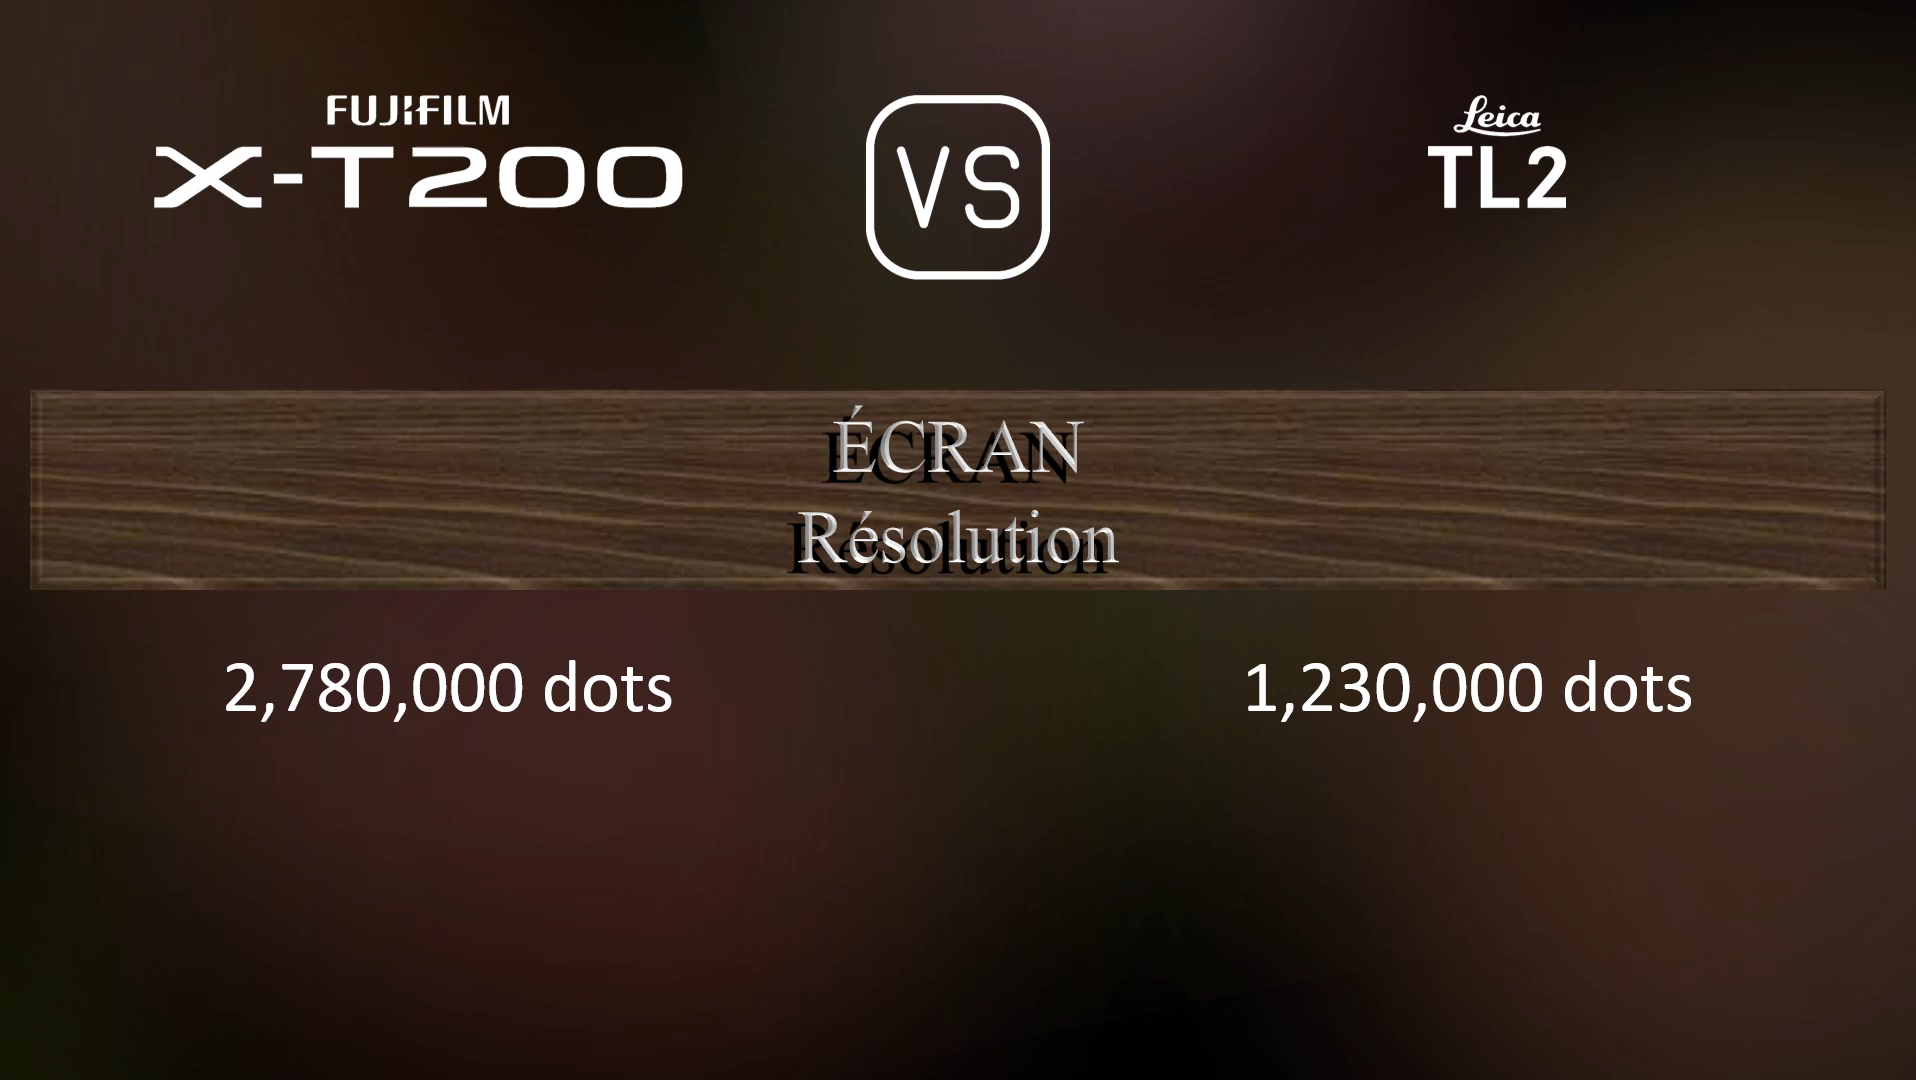 FUJIFILM
X-T200
VS
Leica
TL2
ÉCRAN
Résolution
2,780,000 dots
1,230,000 dots